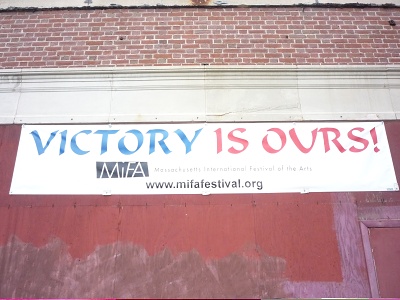 VICTORY IS OURS!
MIFA Massachusetts International Festival of the Arts
www.mifafestival.org